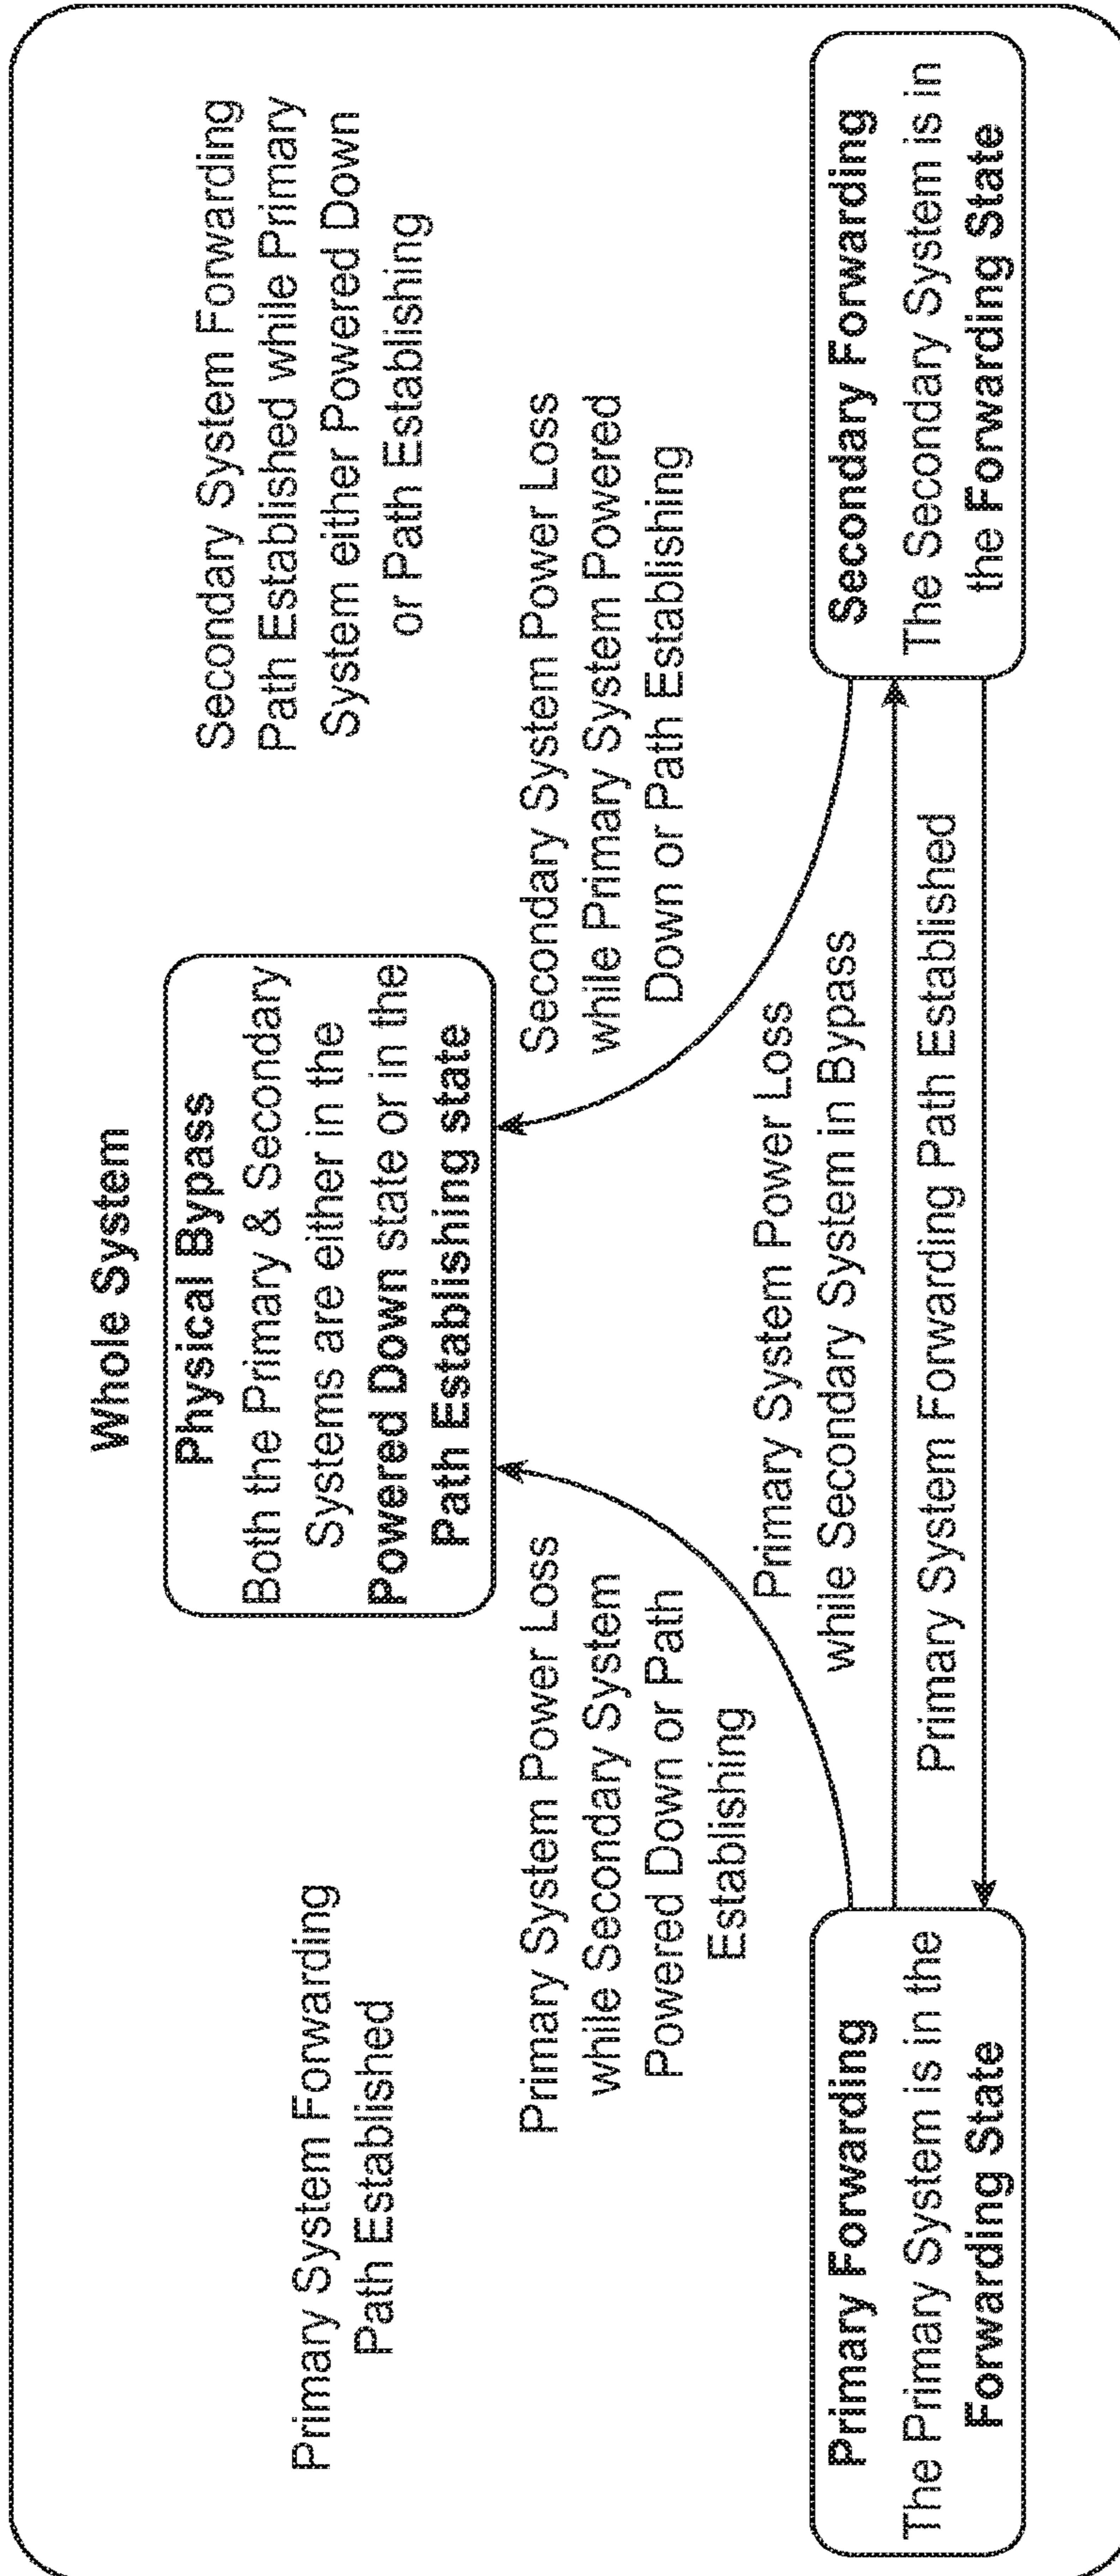 Whole System
Physical Bypass
Both the Primary & Secondary
Systems are either in the
Powered Down state or in the
Path Establishing state
Primary System Forwarding
Path Established
Secondary System Forwarding
Path Established while Primary
System either Powered Down
or Path Establishing
Primary System Power Loss
while Secondary System
Powered Down or Path
Establishing
Secondary System Power Loss
while Primary System Powered
Down or Path Establishing
Primary System Power Loss
while Secondary System in Bypass
Primary System Forwarding Path Established
Primary Forwarding
The Primary System is in the
Forwarding State
Secondary Forwarding
The Secondary System is in
the Forwarding State